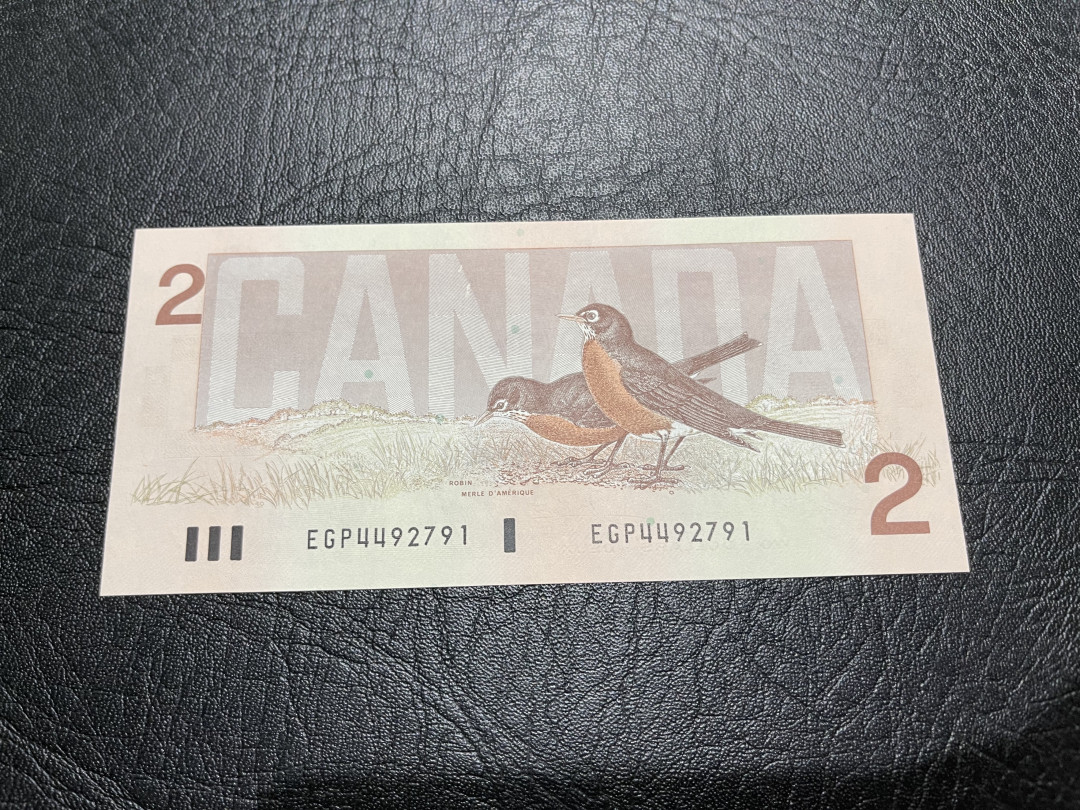 2
CANADA
ROBIN
MERLE D'AMÉRIQUE
2
EGP4492791 EGP4492791